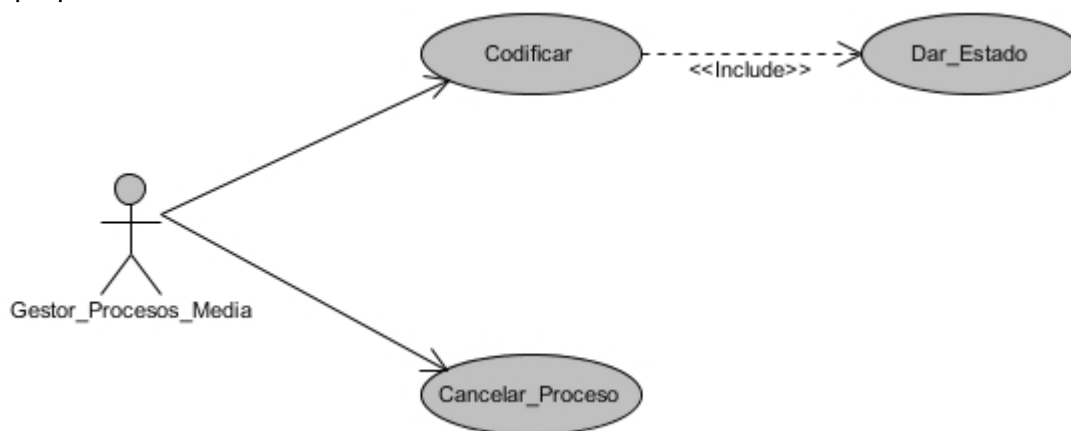 Codificar
<<Include>>
Dar_Estado
Gestor_Procesos_Media
Cancelar_Proceso